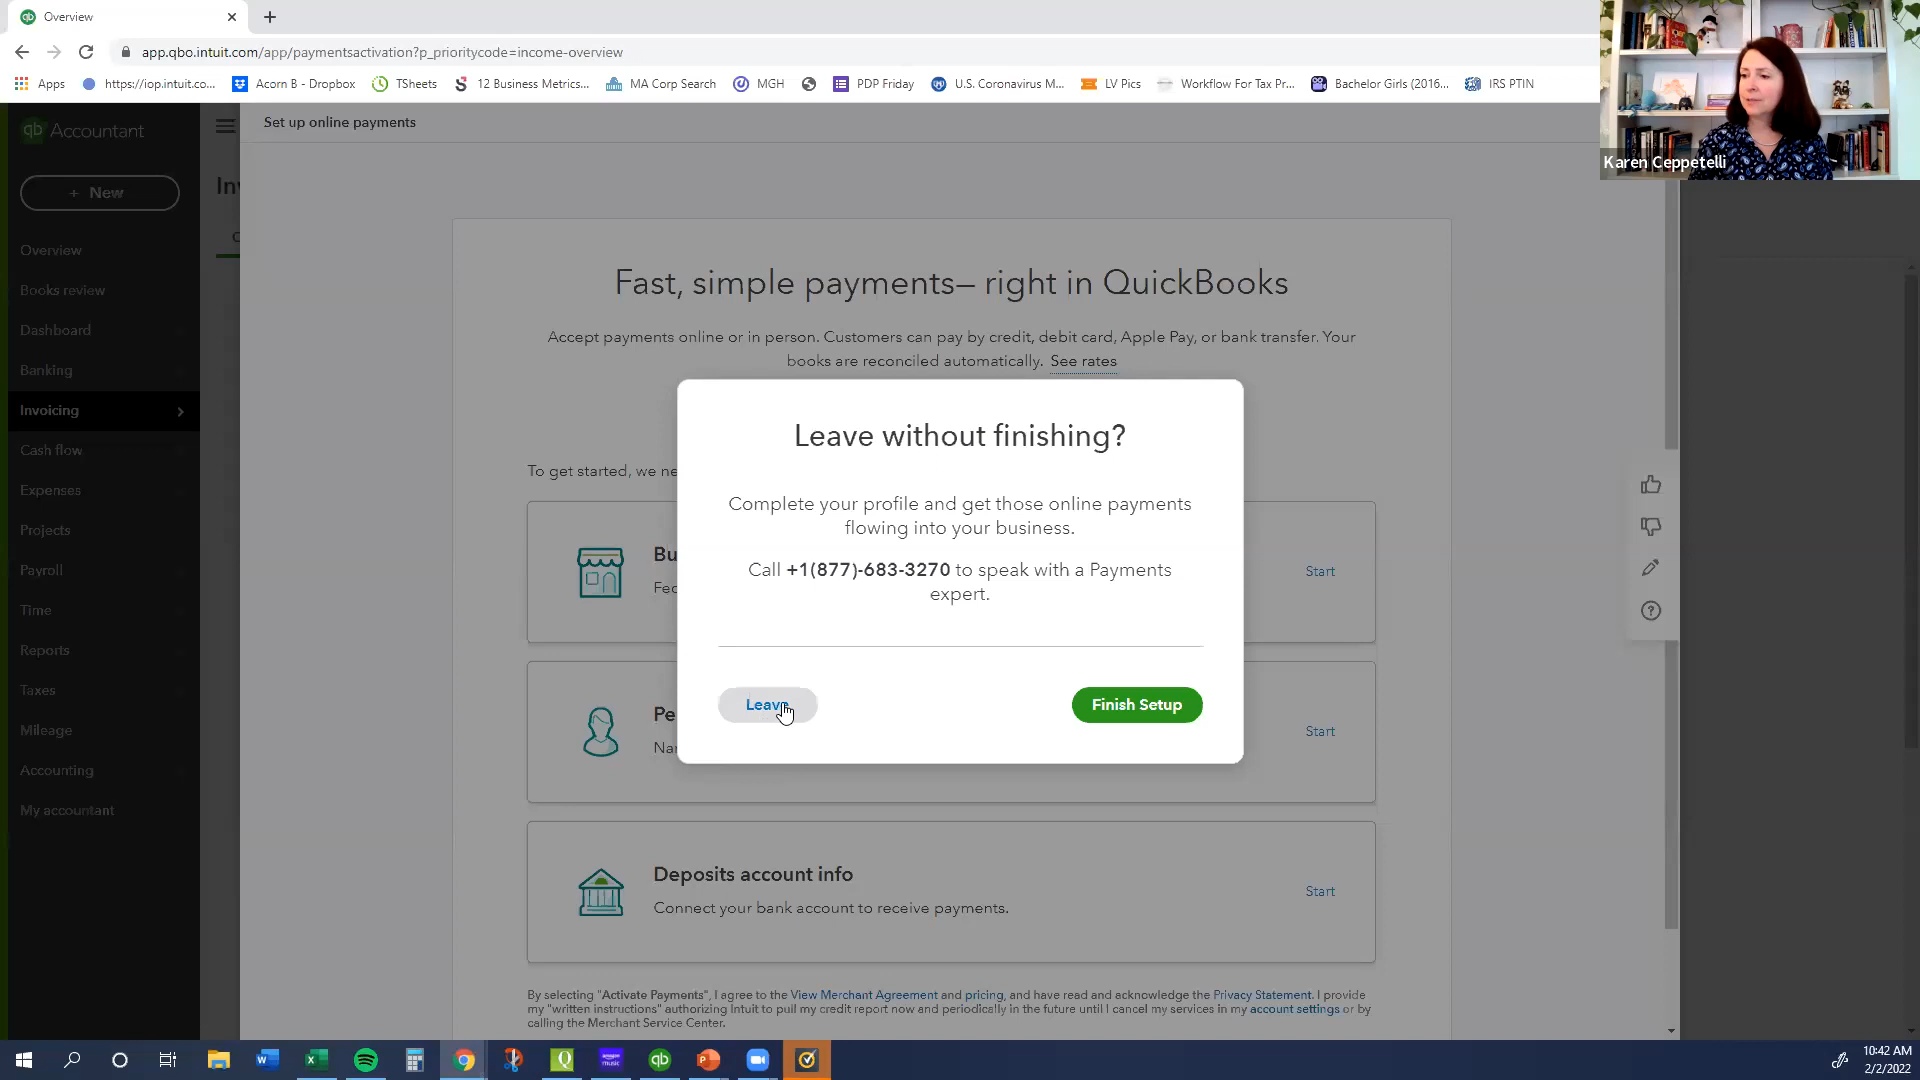 Overview
app.qbo.intuit.com/app/paymentsactivation?p_prioritycode=income-overview
Apps
https://iop.intuit.co...
Acorn B - Dropbox
TSheets
12 Business Metrics...
MA Corp Search
MGH
PDP Friday
U.S. Coronavirus M...
LV Pics
Workflow For Tax Pr...
Bachelor Girls (2016...
IRS PTIN
Karen Ceppetelli
qb Accountant
Set up online payments
+ New
Overview
Books review
Dashboard
Banking
Invoicing
Cash flow
Expenses
Projects
Payroll
Time
Reports
Taxes
Mileage
Accounting
My accountant
Fast, simple payments— right in QuickBooks
Accept payments online or in person. Customers can pay by credit, debit card, Apple Pay, or bank transfer. Your
books are reconciled automatically. See rates
To get started, we ne
Start
Start
Leave without finishing?
Complete your profile and get those online payments
flowing into your business.
Call +1(877)-683-3270 to speak with a Payments
expert.
Leave
Finish Setup
Deposits account info
Connect your bank account to receive payments.
Start
By selecting "Activate Payments", I agree to the View Merchant Agreement and pricing, and have read and acknowledge the Privacy Statement. I provide
my "written instructions" authorizing Intuit to pull my credit report now and periodically in the future until I cancel my services in my account settings or by
calling the Merchant Service Center.
10:42 AM
2/2/2022